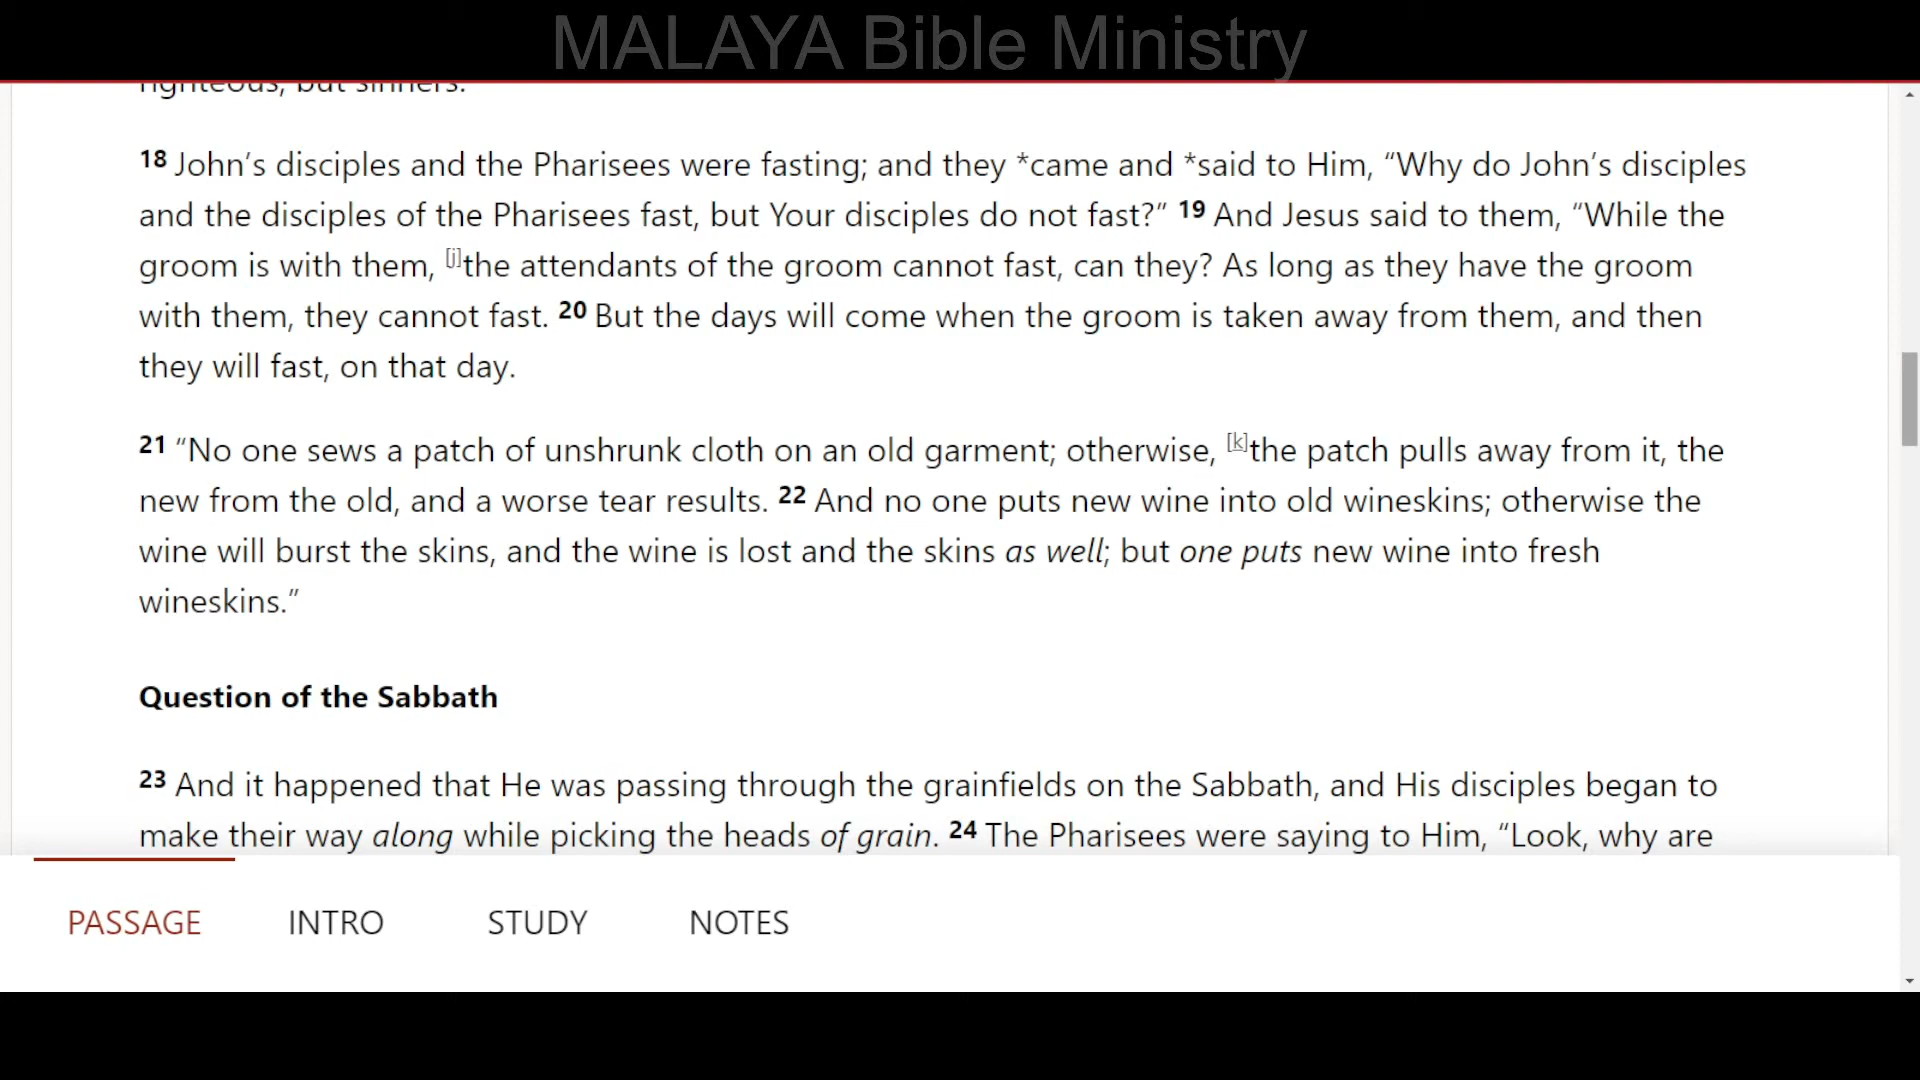 MALAYA Bible Ministry
righteous, but sinners.
18 John’s disciples and the Pharisees were fasting; and they *came and *said to Him, “Why do John’s disciples
and the disciples of the Pharisees fast, but Your disciples do not fast?” 19 And Jesus said to them, “While the
groom is with them, [j]the attendants of the groom cannot fast, can they? As long as they have the groom
with them, they cannot fast. 20 But the days will come when the groom is taken away from them, and then
they will fast, on that day.
21 “No one sews a patch of unshrunk cloth on an old garment; otherwise, [k]the patch pulls away from it, the
new from the old, and a worse tear results. 22 And no one puts new wine into old wineskins; otherwise the
wine will burst the skins, and the wine is lost and the skins as well; but one puts new wine into fresh
wineskins.”
Question of the Sabbath
23 And it happened that He was passing through the grainfields on the Sabbath, and His disciples began to
make their way along while picking the heads of grain. 24 The Pharisees were saying to Him, “Look, why are
PASSAGE INTRO STUDY NOTES